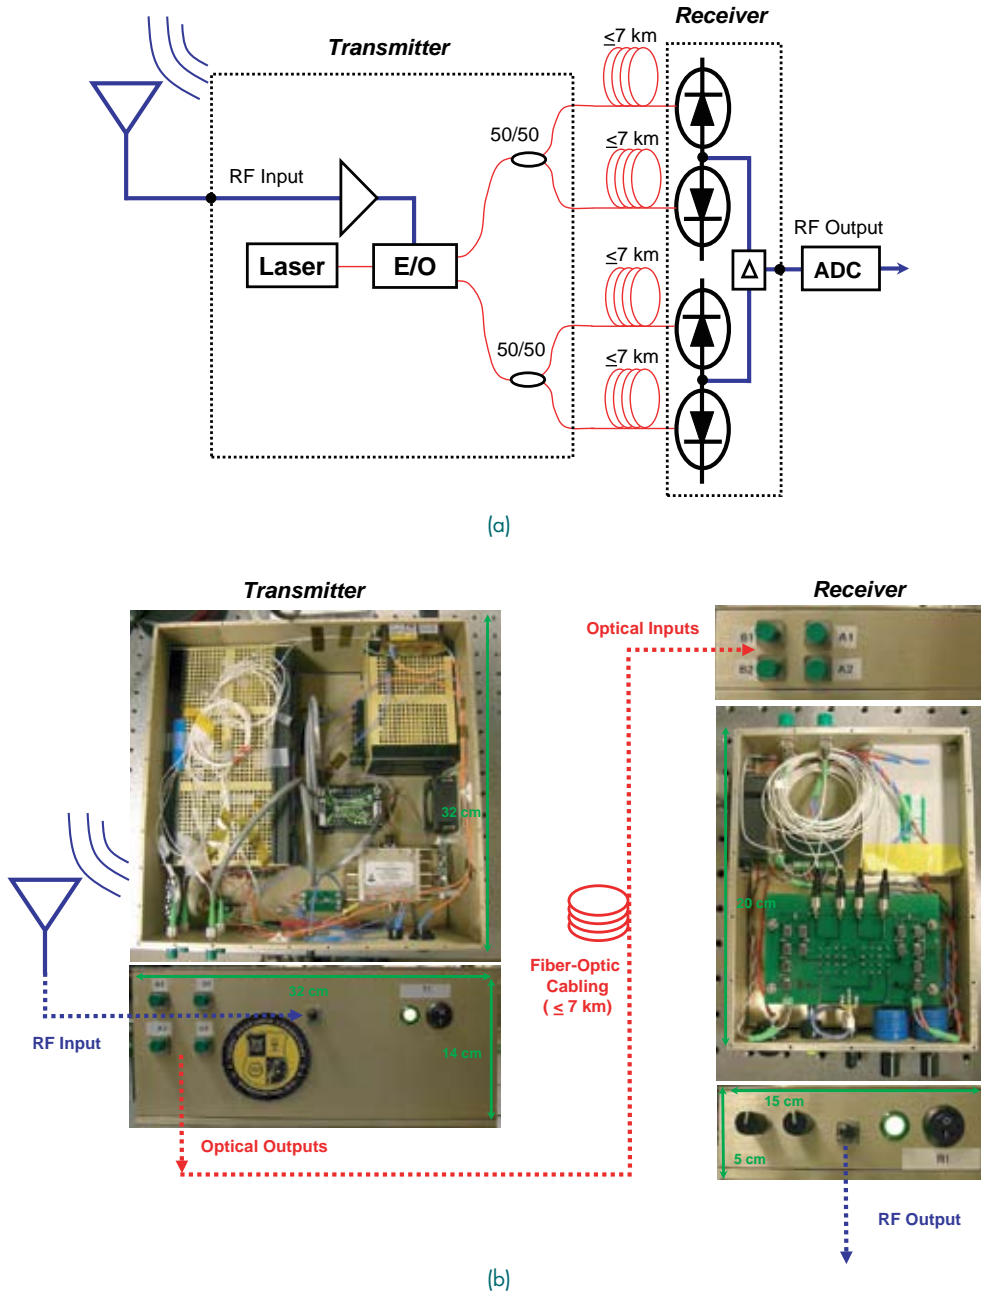 Receiver
Transmitter
≤7 km
50/50
≤7 km
RF Input
RF Output
Laser
E/O
≤7 km
Δ
ADC
50/50
≤7 km
(a)
Transmitter
Receiver
Optical Inputs
B1
A1
B2
A2
32 cm
20 cm
Fiber-Optic
Cabling
( ≤ 7 km)
32 cm
RF Input
14 cm
15 cm
Optical Outputs
5 cm
R1
RF Output
(b)